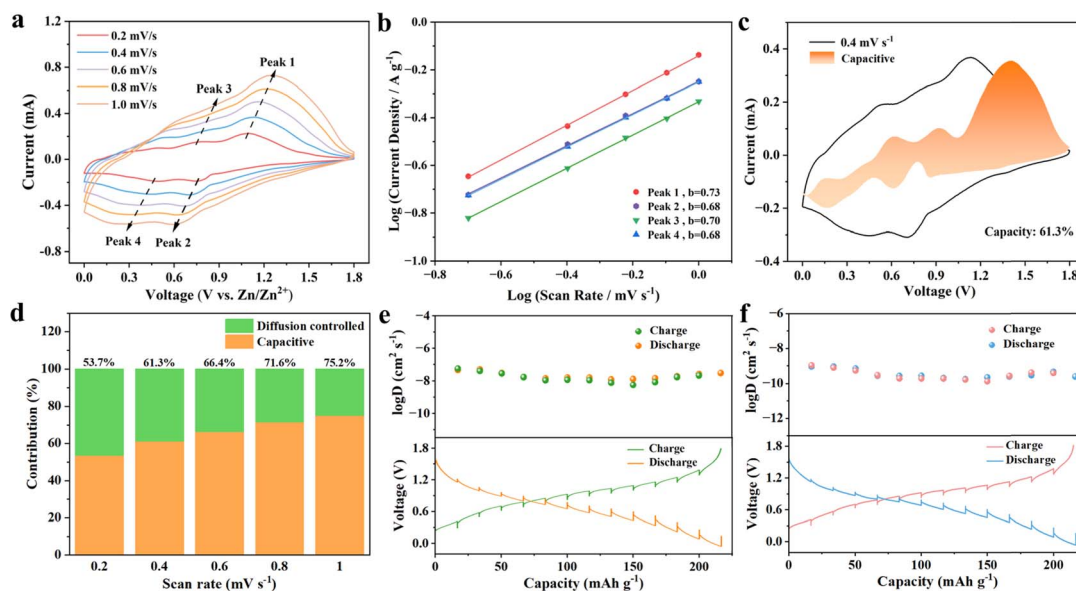 a
1.2
0.8
0.4
0.0
−0.4
−0.8
Current (mA)
0.0 0.3 0.6 0.9 1.2 1.5 1.8
Voltage (V vs. Zn/Zn²⁺)
0.2 mV/s
0.4 mV/s
0.6 mV/s
0.8 mV/s
1.0 mV/s
Peak 1
Peak 3
Peak 4
Peak 2
b
0.0
−0.2
−0.4
−0.6
−0.8
−1.0
Log (Current Density / A g⁻¹)
−0.8 −0.6 −0.4 −0.2 0.0
Log (Scan Rate / mV s⁻¹)
Peak 1 , b=0.73
Peak 2 , b=0.68
Peak 3 , b=0.70
Peak 4 , b=0.68
c
0.4
0.2
0.0
−0.2
−0.4
Current (mA)
0.0 0.3 0.6 0.9 1.2 1.5 1.8
Voltage (V)
0.4 mV s⁻¹
Capacitive
Capacity: 61.3%
d
120
100
80
60
40
20
0
Contribution (%)
Diffusion controlled
Capacitive
53.7% 61.3% 66.4% 71.6% 75.2%
0.2 0.4 0.6 0.8 1
Scan rate (mV s⁻¹)
e
−4
−6
−8
−10
logD (cm² s⁻¹)
Charge
Discharge
1.8
1.2
0.6
0.0
Voltage (V)
Charge
Discharge
0 50 100 150 200
Capacity (mAh g⁻¹)
f
−6
−8
−10
−12
logD (cm² s⁻¹)
Charge
Discharge
1.8
1.2
0.6
0.0
Voltage (V)
Charge
Discharge
0 50 100 150 200
Capacity (mAh g⁻¹)